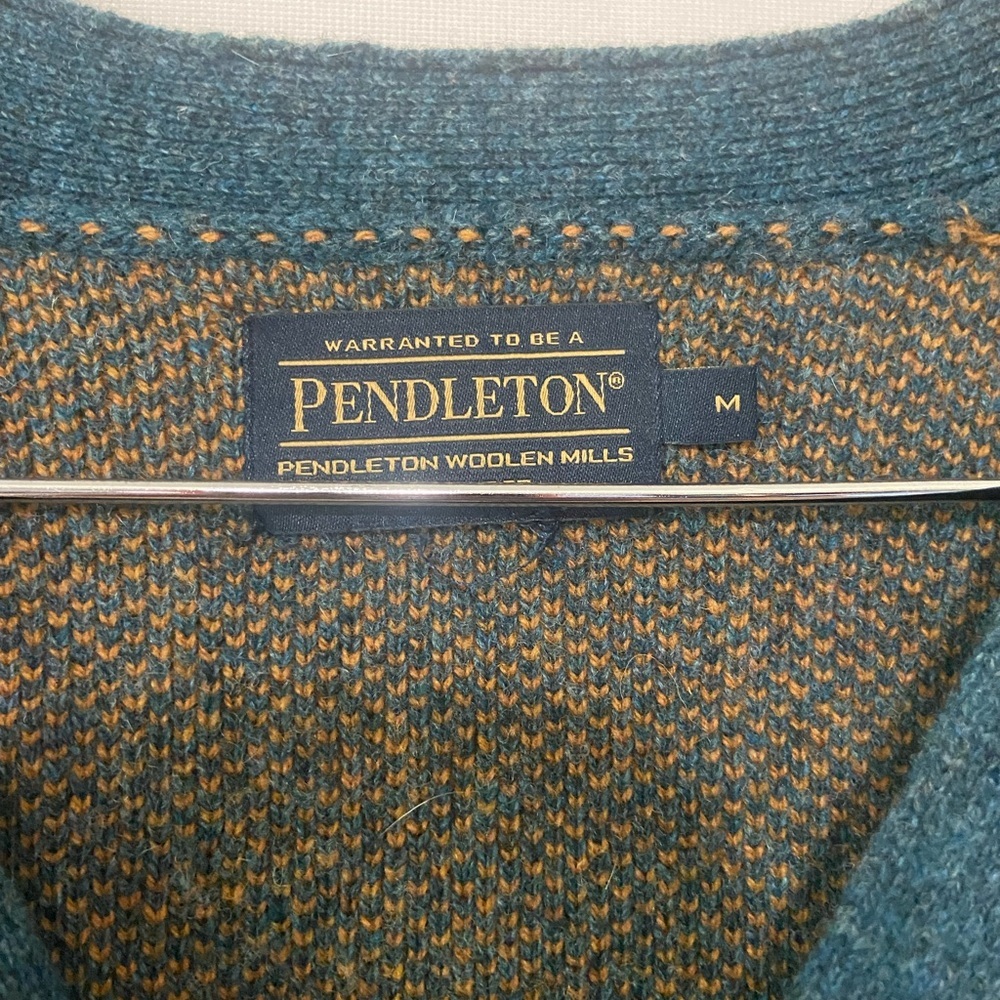 WARRANTED TO BE A
PENDLETON®
PENDLETON WOOLEN MILLS
M